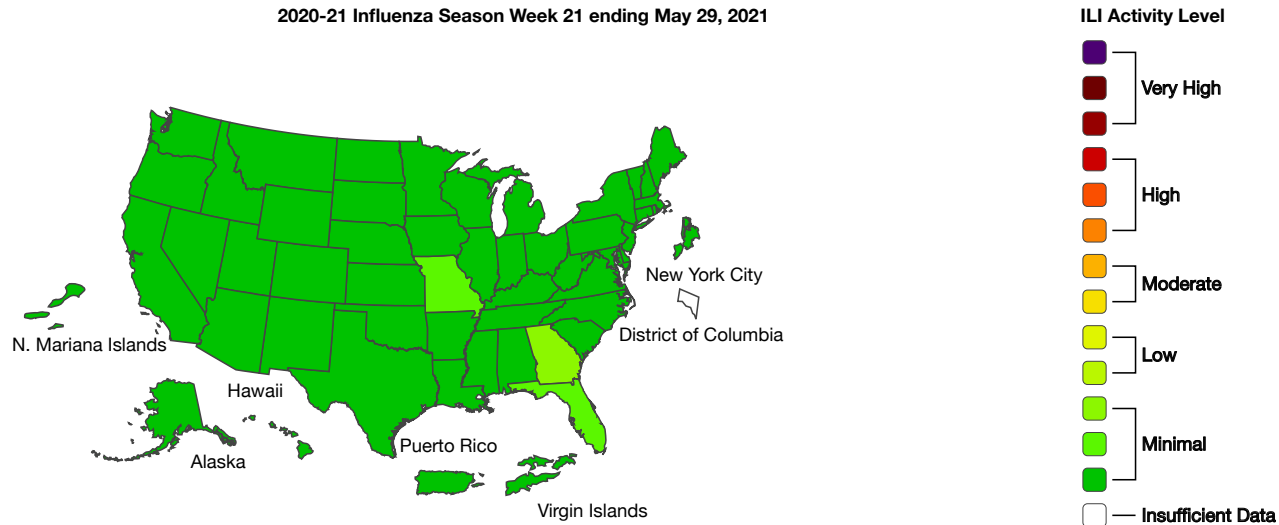 2020-21 Influenza Season Week 21 ending May 29, 2021
ILI Activity Level
Very High
High
Moderate
Low
Minimal
Insufficient Data
New York City
District of Columbia
N. Mariana Islands
Hawaii
Alaska
Puerto Rico
Virgin Islands